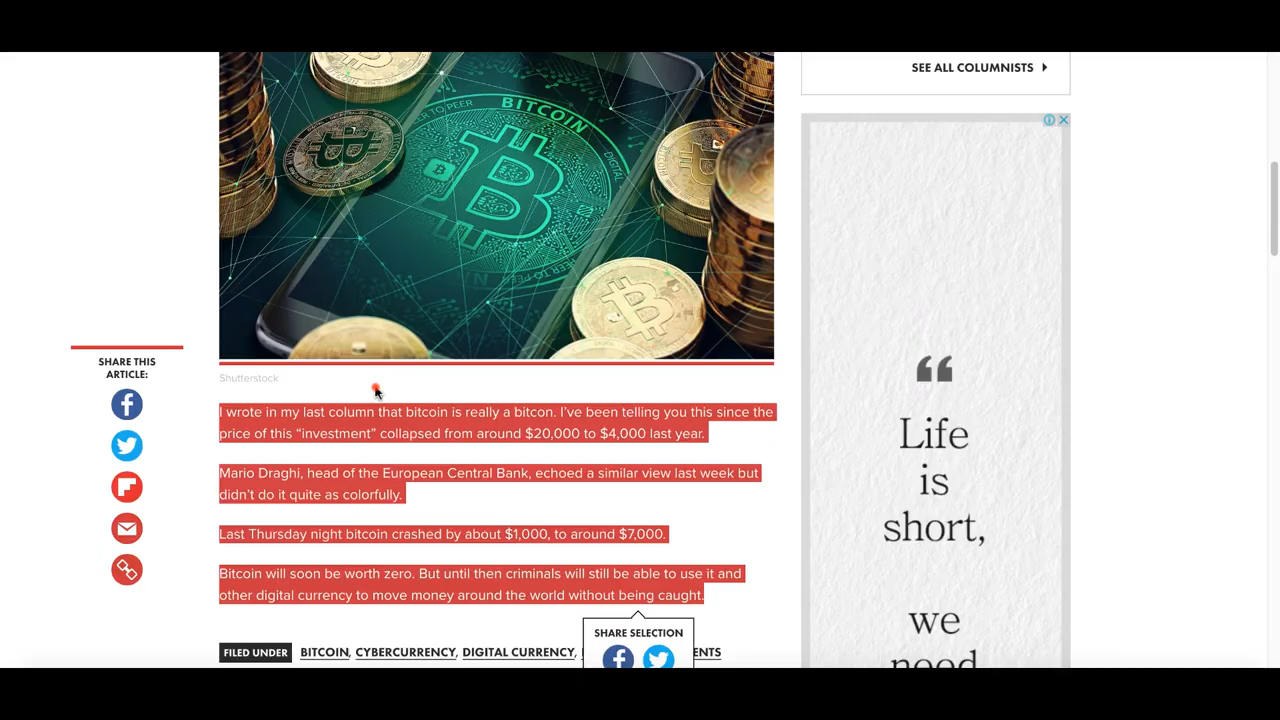 SEE ALL COLUMNISTS
BITCOIN
SHARE THIS
ARTICLE:
Shutterstock
I wrote in my last column that bitcoin is really a bitcon. I've been telling you this since the
price of this “investment” collapsed from around $20,000 to $4,000 last year.
Mario Draghi, head of the European Central Bank, echoed a similar view last week but
didn't do it quite as colorfully.
Last Thursday night bitcoin crashed by about $1,000, to around $7,000.
Bitcoin will soon be worth zero. But until then criminals will still be able to use it and
other digital currency to move money around the world without being caught.
SHARE SELECTION
FILED UNDER BITCOIN, CYBERCURRENCY, DIGITAL CURRENCY,
“
Life
is
short,
we
need